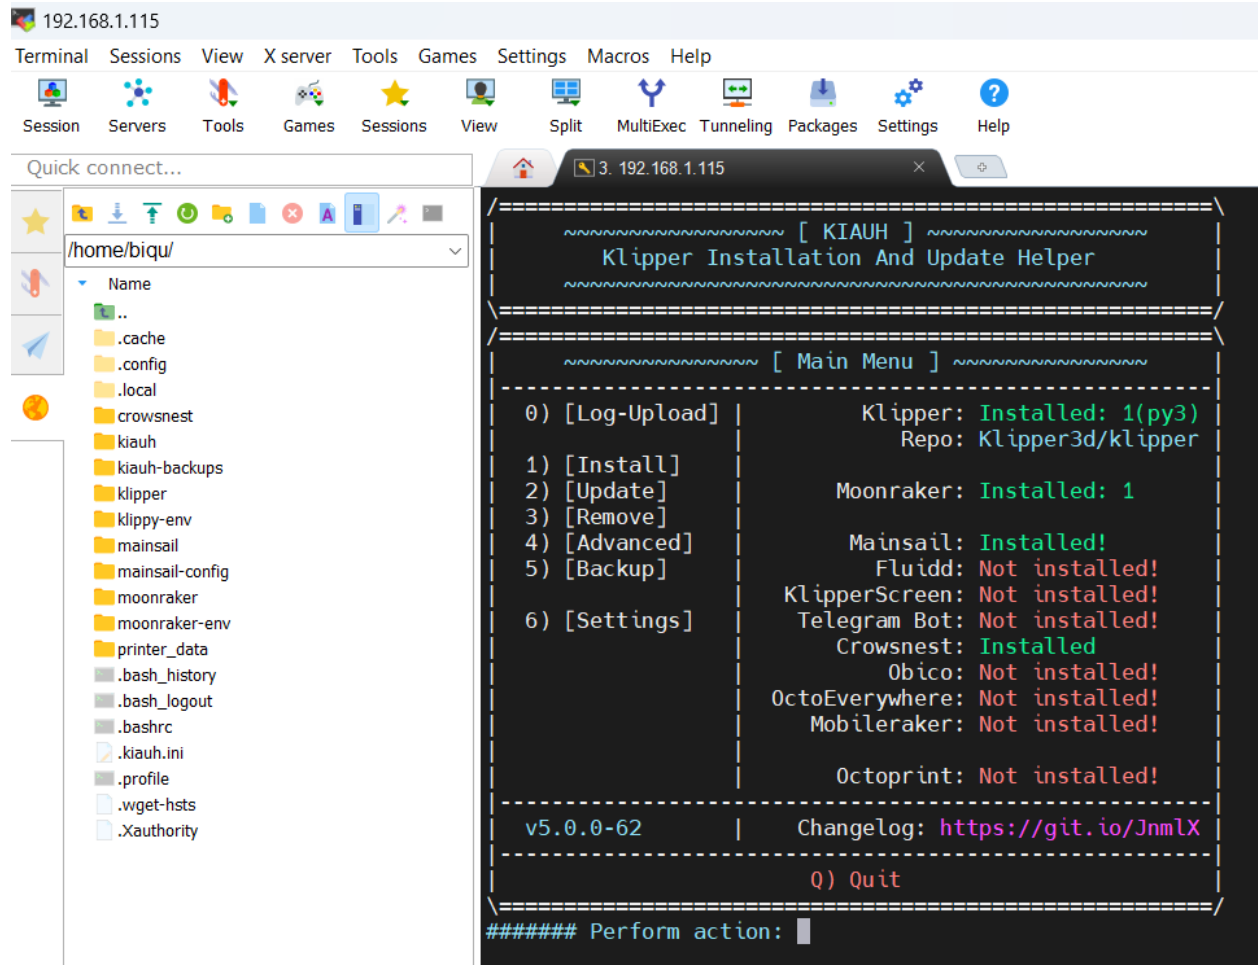 192.168.1.115
Terminal Sessions View X server Tools Games Settings Macros Help
Session Servers Tools Games Sessions View Split MultiExec Tunneling Packages Settings Help
Quick connect...
3. 192.168.1.115
/home/biqu/
Name
..
.cache
.config
.local
crowsnest
kiauh
kiauh-backups
klipper
klippy-env
mainsail
mainsail-config
moonraker
moonraker-env
printer_data
.bash_history
.bash_logout
.bashrc
.kiauh.ini
.profile
.wget-hsts
.Xauthority
/=======================================================\
| ~~~~~~~~~~~~~~~~~ [ KIAUH ] ~~~~~~~~~~~~~~~~~ |
| Klipper Installation And Update Helper |
| ~~~~~~~~~~~~~~~~~~~~~~~~~~~~~~~~~~~~~~~~~~~~~ |
\=======================================================/
/=======================================================\
| ~~~~~~~~~~~~~~~ [ Main Menu ] ~~~~~~~~~~~~~~~ |
|-------------------------------------------------------|
| 0) [Log-Upload] | Klipper: Installed: 1(py3) |
| | Repo: Klipper3d/klipper |
| 1) [Install] | |
| 2) [Update] | Moonraker: Installed: 1 |
| 3) [Remove] | |
| 4) [Advanced] | Mainsail: Installed! |
| 5) [Backup] | Fluidd: Not installed! |
| | KlipperScreen: Not installed! |
| 6) [Settings] | Telegram Bot: Not installed! |
| | Crowsnest: Installed |
| | Obico: Not installed! |
| | OctoEverywhere: Not installed! |
| | Mobileraker: Not installed! |
| | |
| | Octoprint: Not installed! |
|-------------------------------------------------------|
| v5.0.0-62 | Changelog: https://git.io/JnmlX |
|-------------------------------------------------------|
| Q) Quit |
\=======================================================/
####### Perform action: